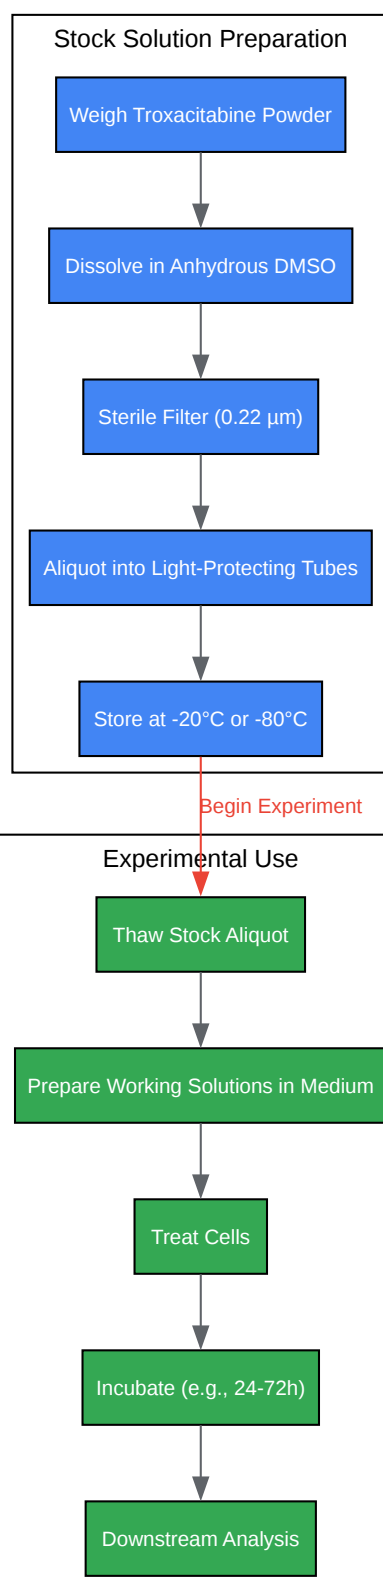 Stock Solution Preparation
Weigh Troxacitabine Powder
Dissolve in Anhydrous DMSO
Sterile Filter (0.22 µm)
Aliquot into Light-Protecting Tubes
Store at -20°C or -80°C
Begin Experiment
Experimental Use
Thaw Stock Aliquot
Prepare Working Solutions in Medium
Treat Cells
Incubate (e.g., 24-72h)
Downstream Analysis